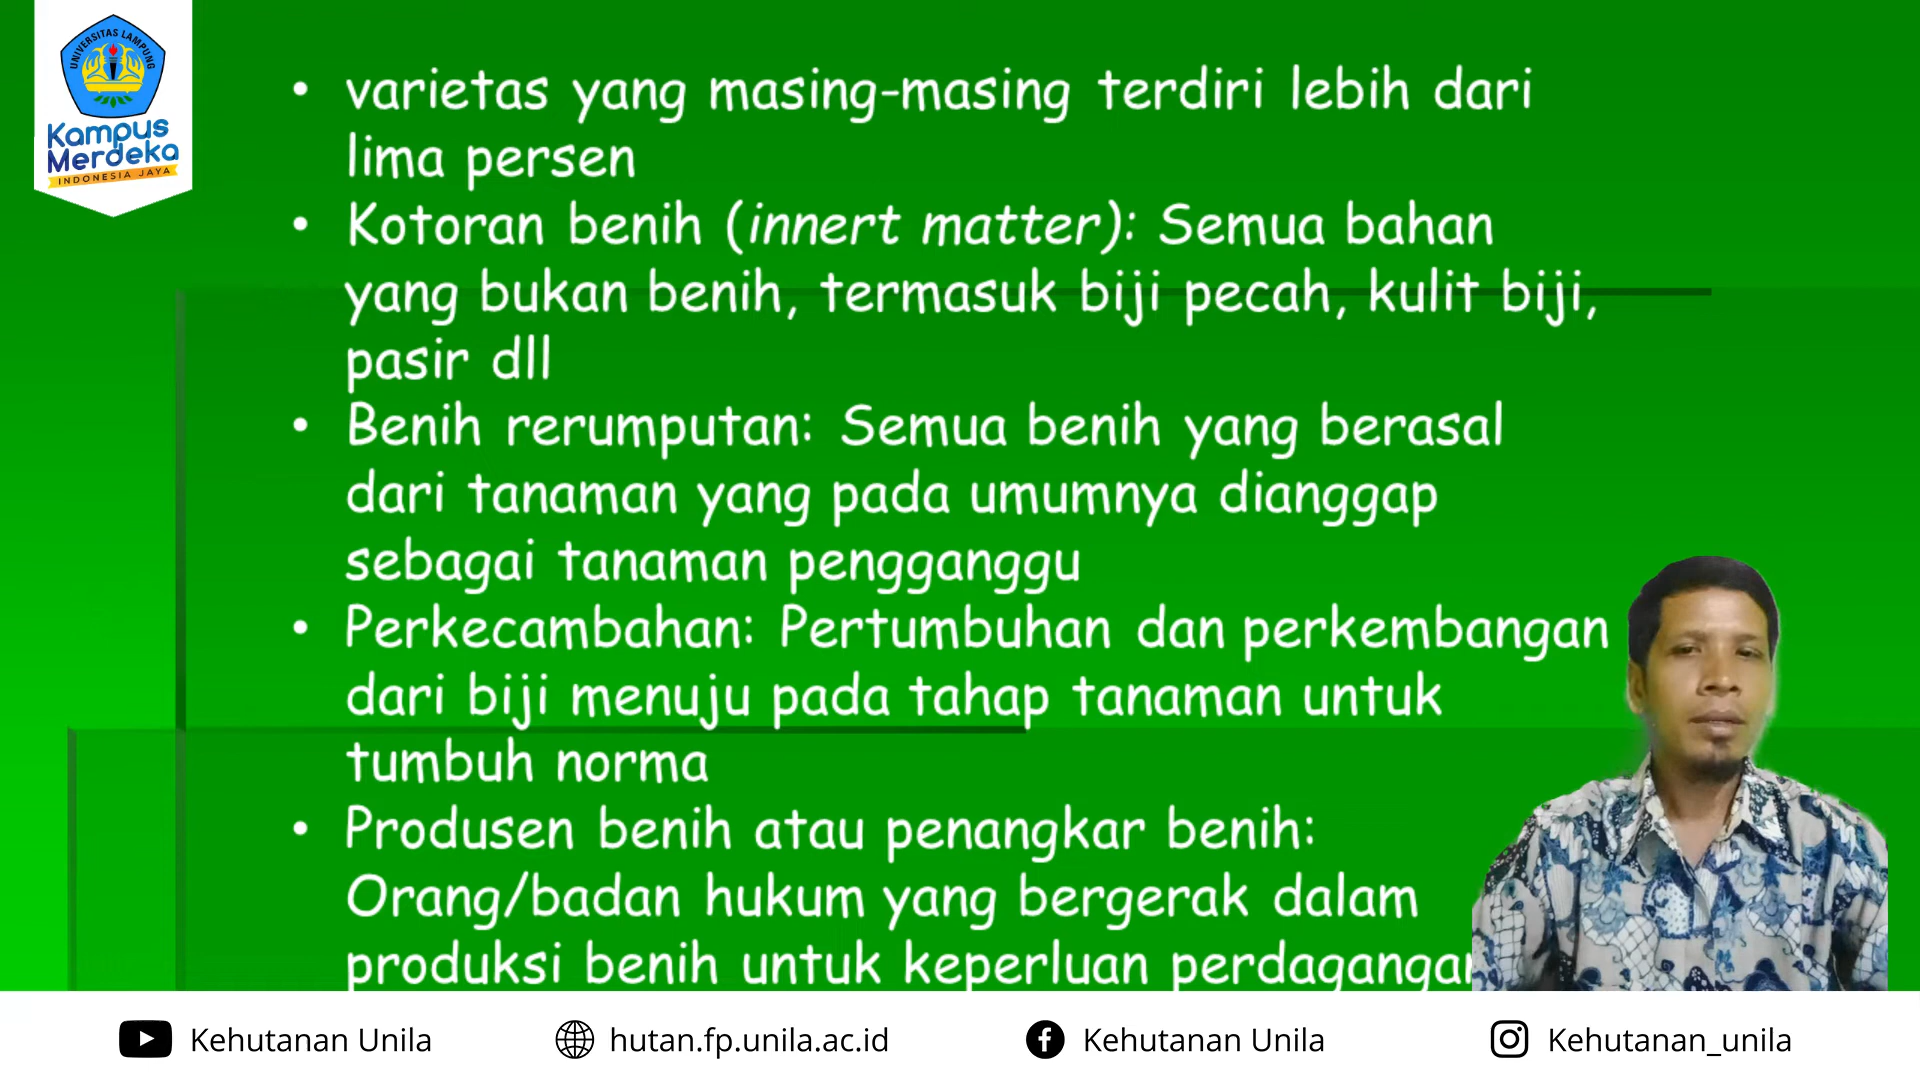 UNIVERSITAS LAMPUNG
Kampus
Merdeka
INDONESIA JAYA
• varietas yang masing-masing terdiri lebih dari
lima persen
• Kotoran benih (innert matter): Semua bahan
yang bukan benih, termasuk biji pecah, kulit biji,
pasir dll
• Benih rerumputan: Semua benih yang berasal
dari tanaman yang pada umumnya dianggap
sebagai tanaman pengganggu
• Perkecambahan: Pertumbuhan dan perkembangan
dari biji menuju pada tahap tanaman untuk
tumbuh norma
• Produsen benih atau penangkar benih:
Orang/badan hukum yang bergerak dalam
produksi benih untuk keperluan perdagangan
Kehutanan Unila
hutan.fp.unila.ac.id
Kehutanan Unila
Kehutanan_unila